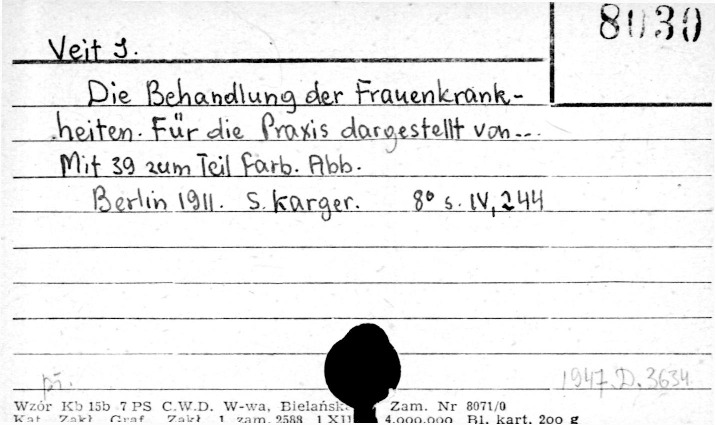 8030
Veit J.
Die Behandlung der Frauenkrank-
heiten. Für die Praxis dargestellt von...
Mit 39 zum Teil farb. Abb.
Berlin 1911. S. Karger. 8° s. IV, 244
př. 1947.D.3634
Wzór Kb 15b 7 PS C.W.D. W-wa, Bielańsk. Zam. Nr 8071/0
Kat. Zakł. Graf. Zakł. 1 zam. 2588 1 XII 4.000.000 Bl. kart. 200 g